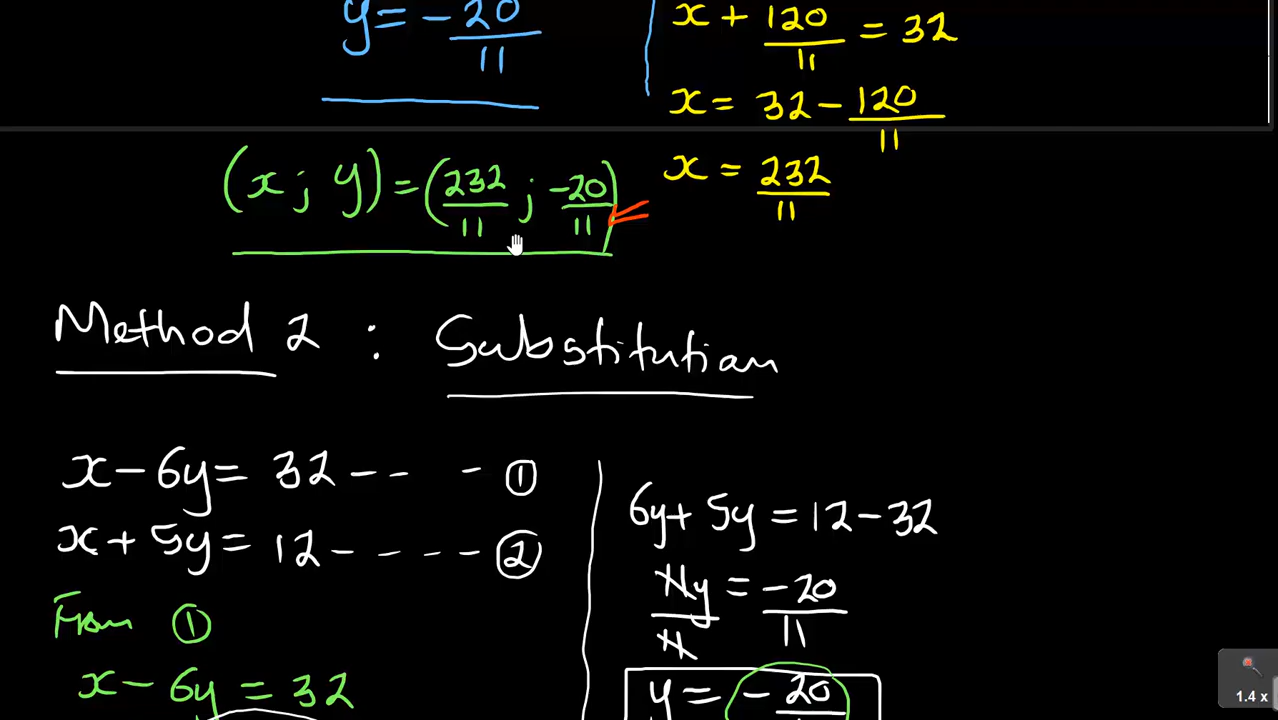 y = -20/11
x + 120/11 = 32
x = 32 - 120/11
x = 232/11
(x ; y) = (232/11 ; -20/11)
Method 2 : Substitution
x - 6y = 32 -- - ①
x + 5y = 12 - - - - ②
From ①
x - 6y = 32
6y + 5y = 12 - 32
11y/11 = -20/11
y = - 20
1.4 x